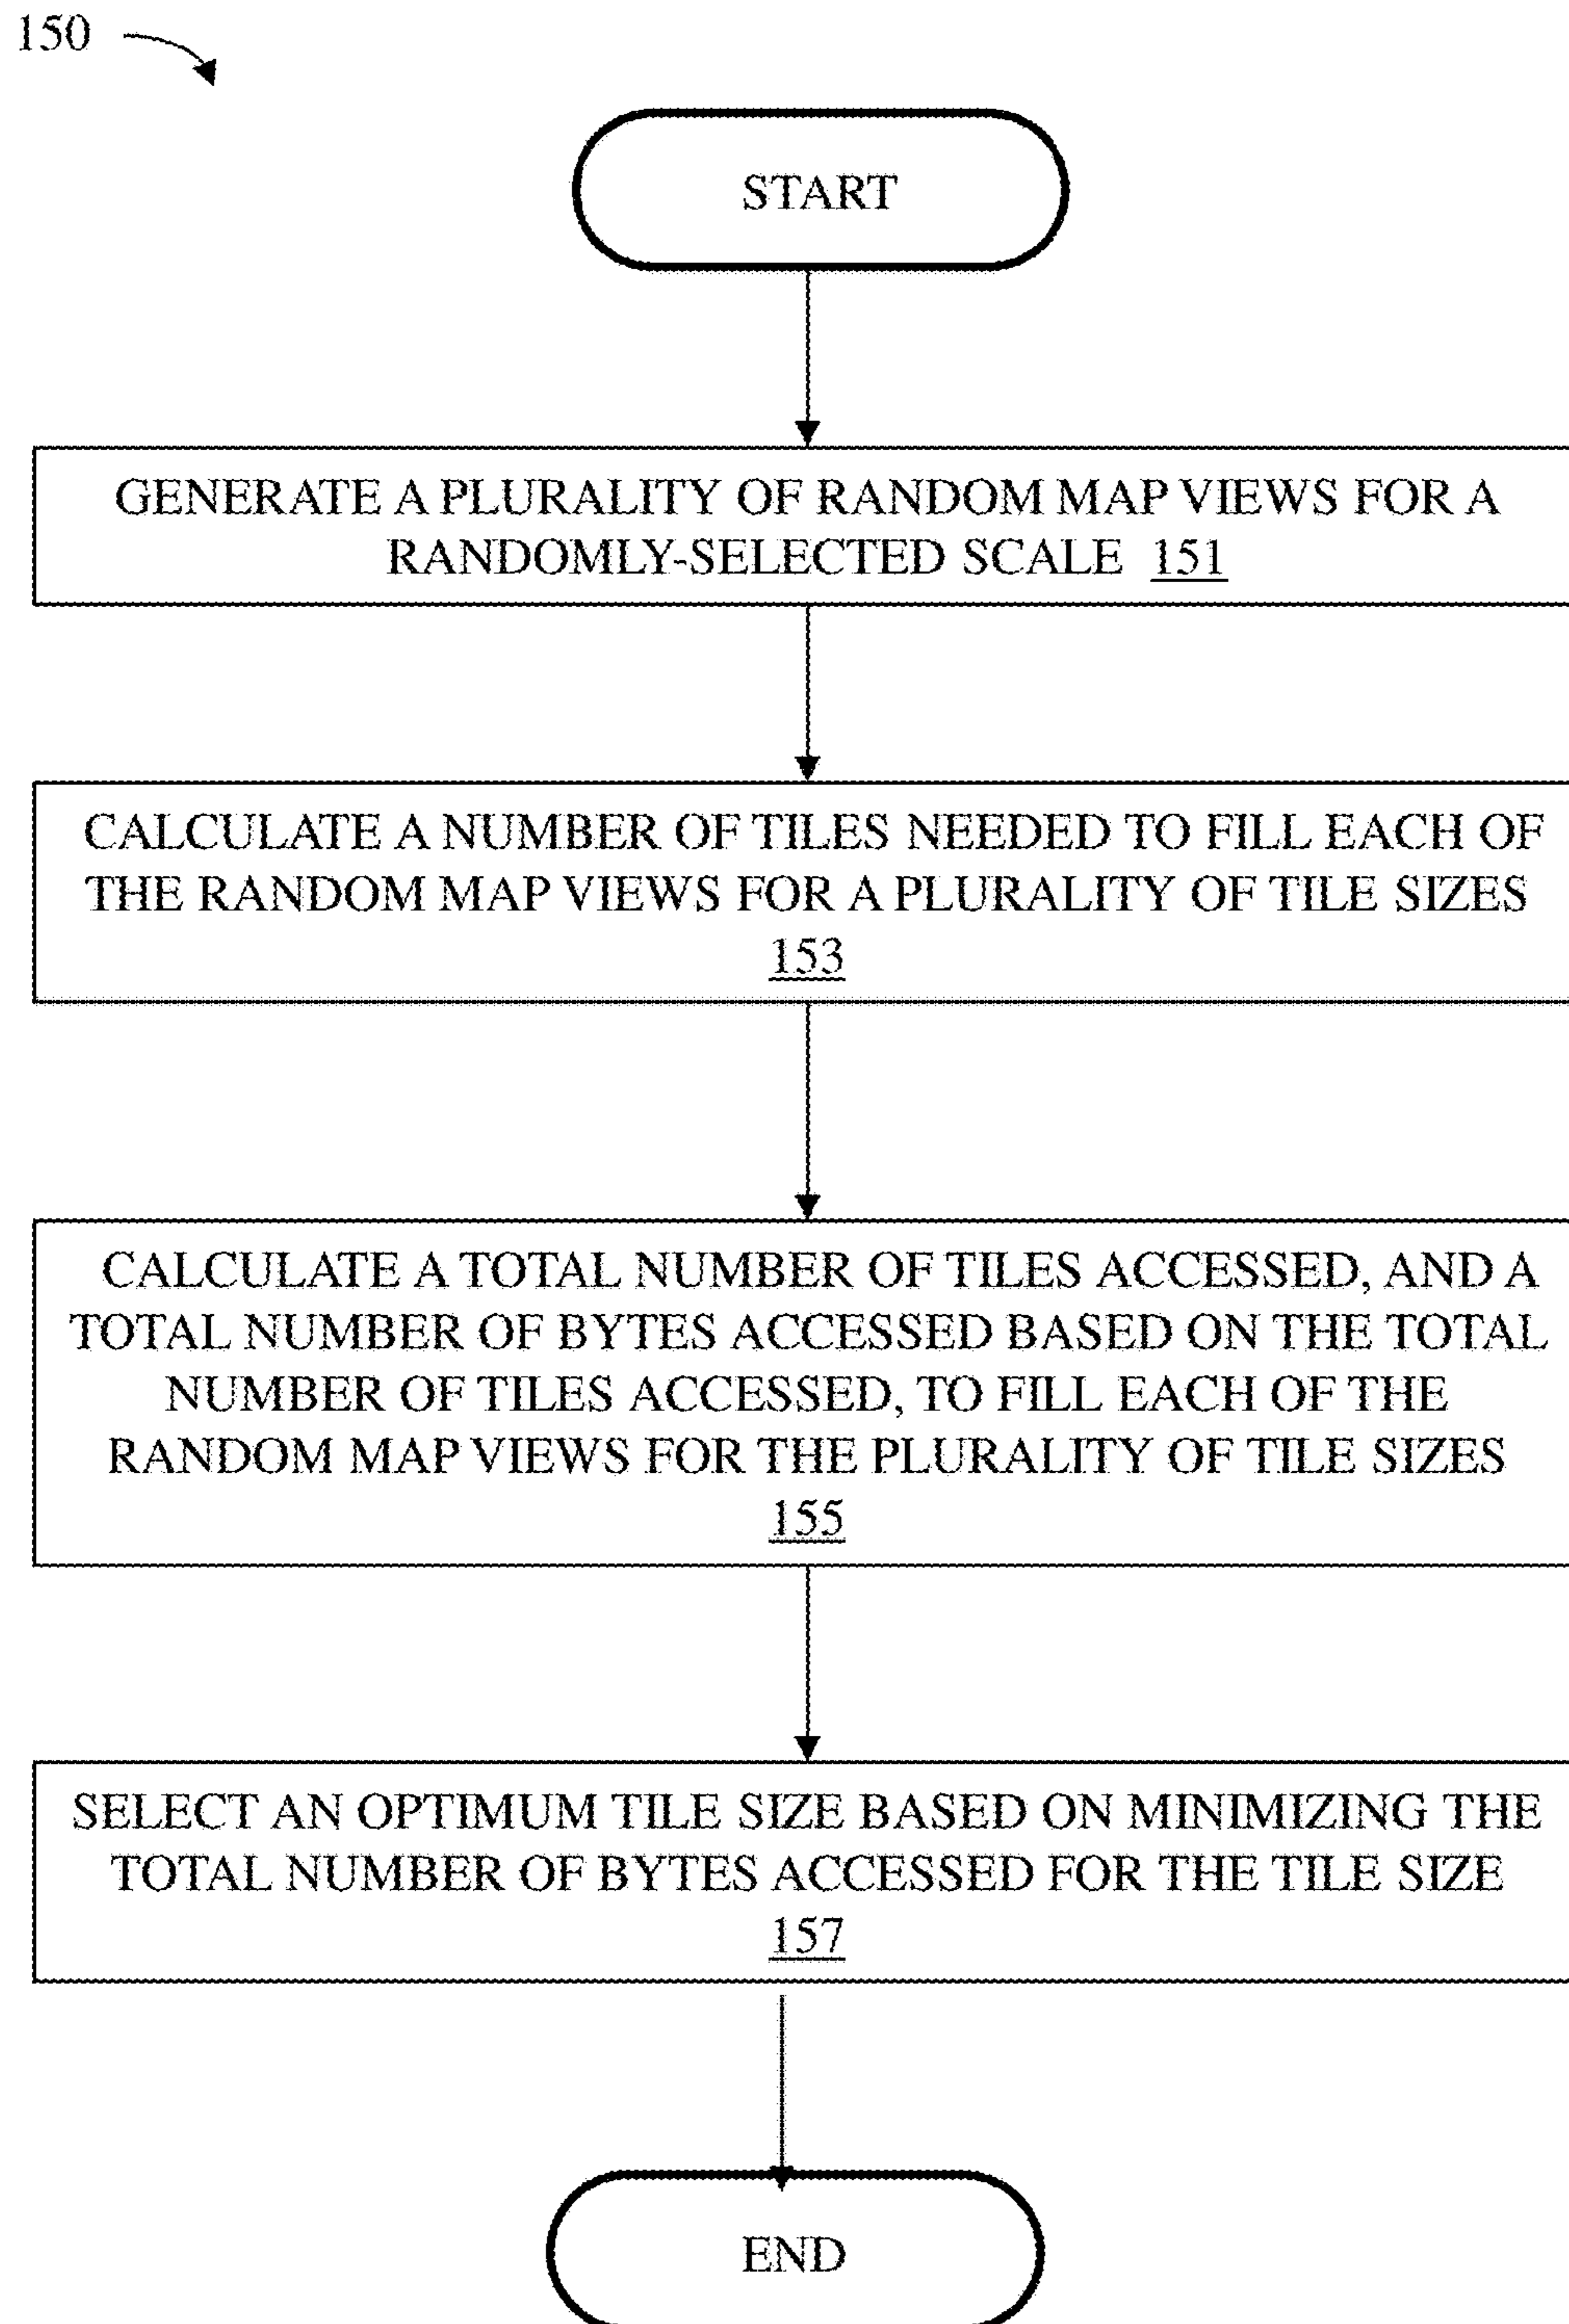 150
START
GENERATE A PLURALITY OF RANDOM MAP VIEWS FOR A
RANDOMLY-SELECTED SCALE 151
CALCULATE A NUMBER OF TILES NEEDED TO FILL EACH OF
THE RANDOM MAP VIEWS FOR A PLURALITY OF TILE SIZES
153
CALCULATE A TOTAL NUMBER OF TILES ACCESSED, AND A
TOTAL NUMBER OF BYTES ACCESSED BASED ON THE TOTAL
NUMBER OF TILES ACCESSED, TO FILL EACH OF THE
RANDOM MAP VIEWS FOR THE PLURALITY OF TILE SIZES
155
SELECT AN OPTIMUM TILE SIZE BASED ON MINIMIZING THE
TOTAL NUMBER OF BYTES ACCESSED FOR THE TILE SIZE
157
END